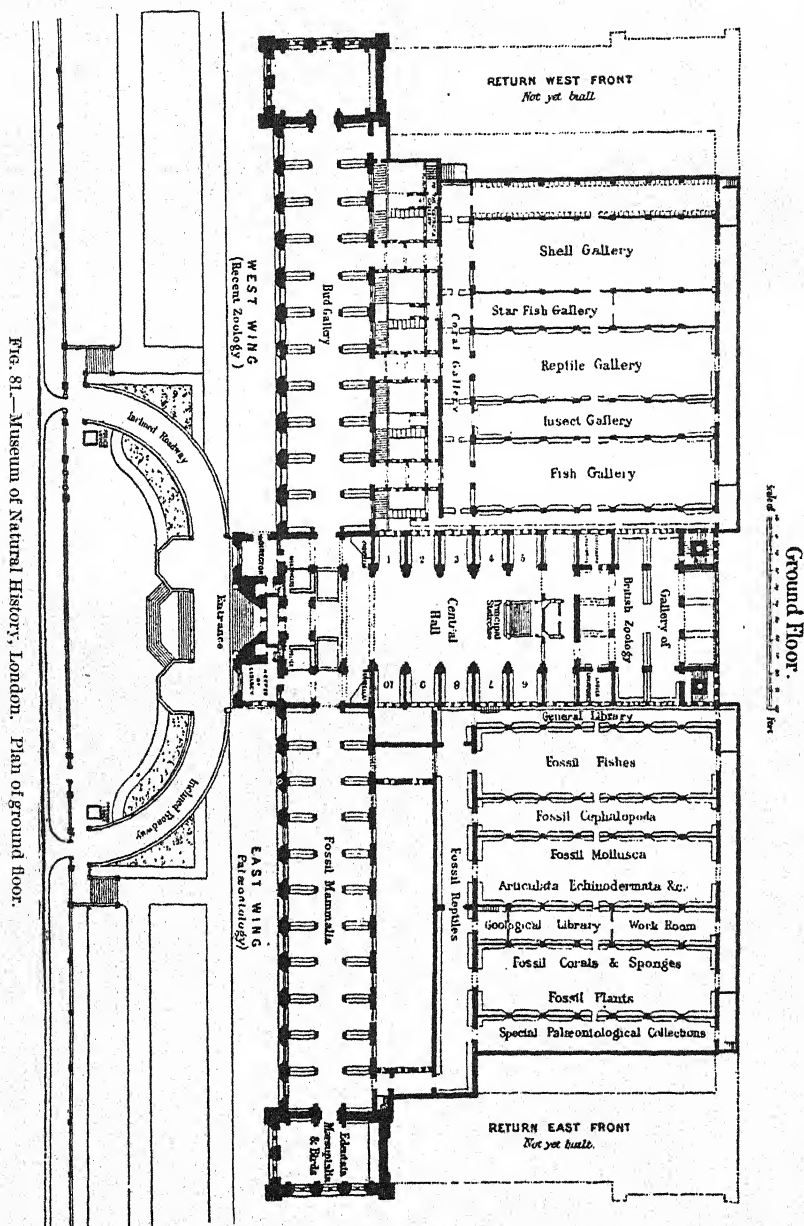 Ground Floor.
Scale of
Feet
RETURN WEST FRONT
Not yet built
Shell Gallery
Star Fish Gallery
Reptile Gallery
Insect Gallery
Fish Gallery
Coral Gallery
Bird Gallery
WEST WING
(Recent Zoology)
1
2
3
4
5
Central
Hall
Principal
Staircase
Gallery of
British Zoology
10
9
8
7
6
Entrance
Inclined Roadway
Inclined Roadway
General Library
Fossil Fishes
Fossil Cephalopoda
Fossil Mollusca
Articulata Echinodermata &c.
Geological Library
Work Room
Fossil Corals & Sponges
Fossil Plants
Special Palæontological Collections
Fossil Reptiles
Fossil Mammalia
EAST WING
Palæontology)
Edentata
Marsupialia
& Birds
RETURN EAST FRONT
Not yet built.
FIG. 81.—Museum of Natural History, London. Plan of ground floor.